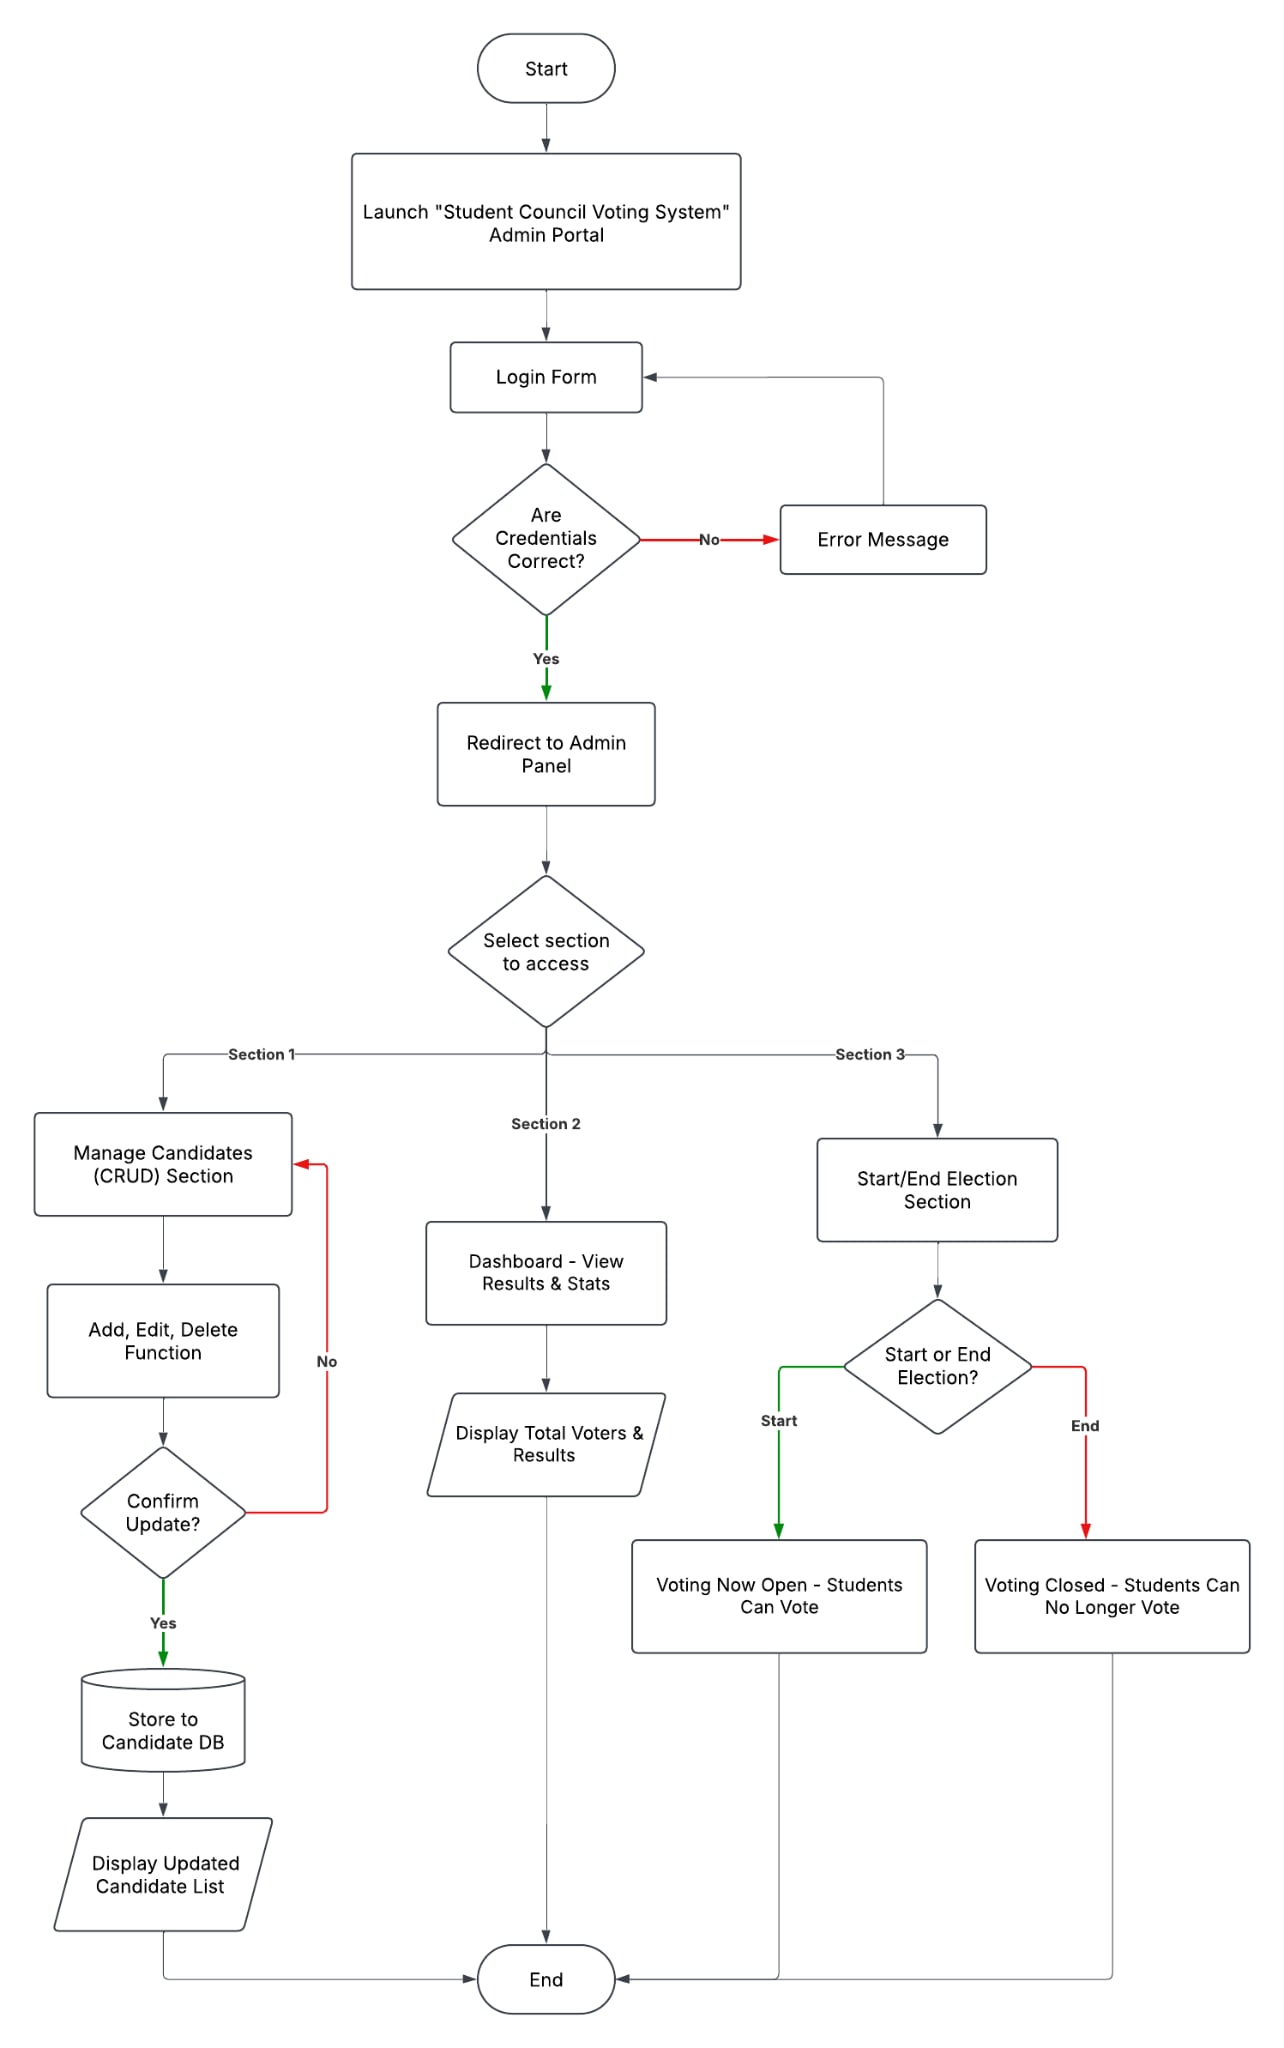 Start
Launch "Student Council Voting System"
Admin Portal
Login Form
Are
Credentials
Correct?
No
Error Message
Yes
Redirect to Admin
Panel
Select section
to access
Section 1
Section 3
Section 2
Manage Candidates
(CRUD) Section
Add, Edit, Delete
Function
No
Confirm
Update?
Yes
Store to
Candidate DB
Display Updated
Candidate List
Dashboard - View
Results & Stats
Display Total Voters &
Results
Start/End Election
Section
Start or End
Election?
Start
End
Voting Now Open - Students
Can Vote
Voting Closed - Students Can
No Longer Vote
End